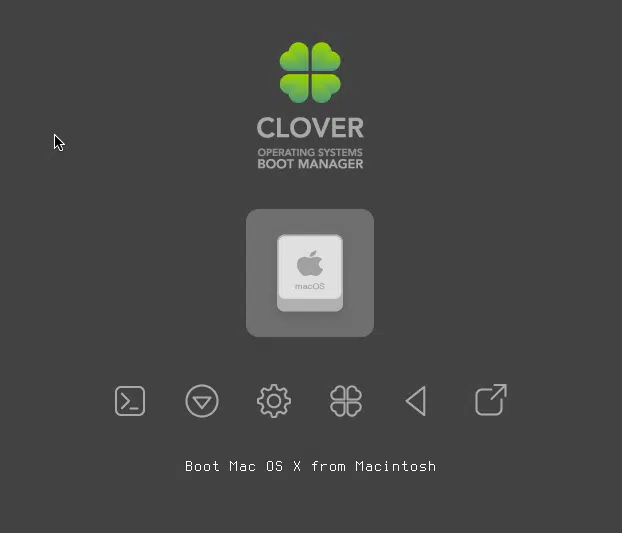 CLOVER
OPERATING SYSTEMS
BOOT MANAGER
macOS
Boot Mac OS X from Macintosh